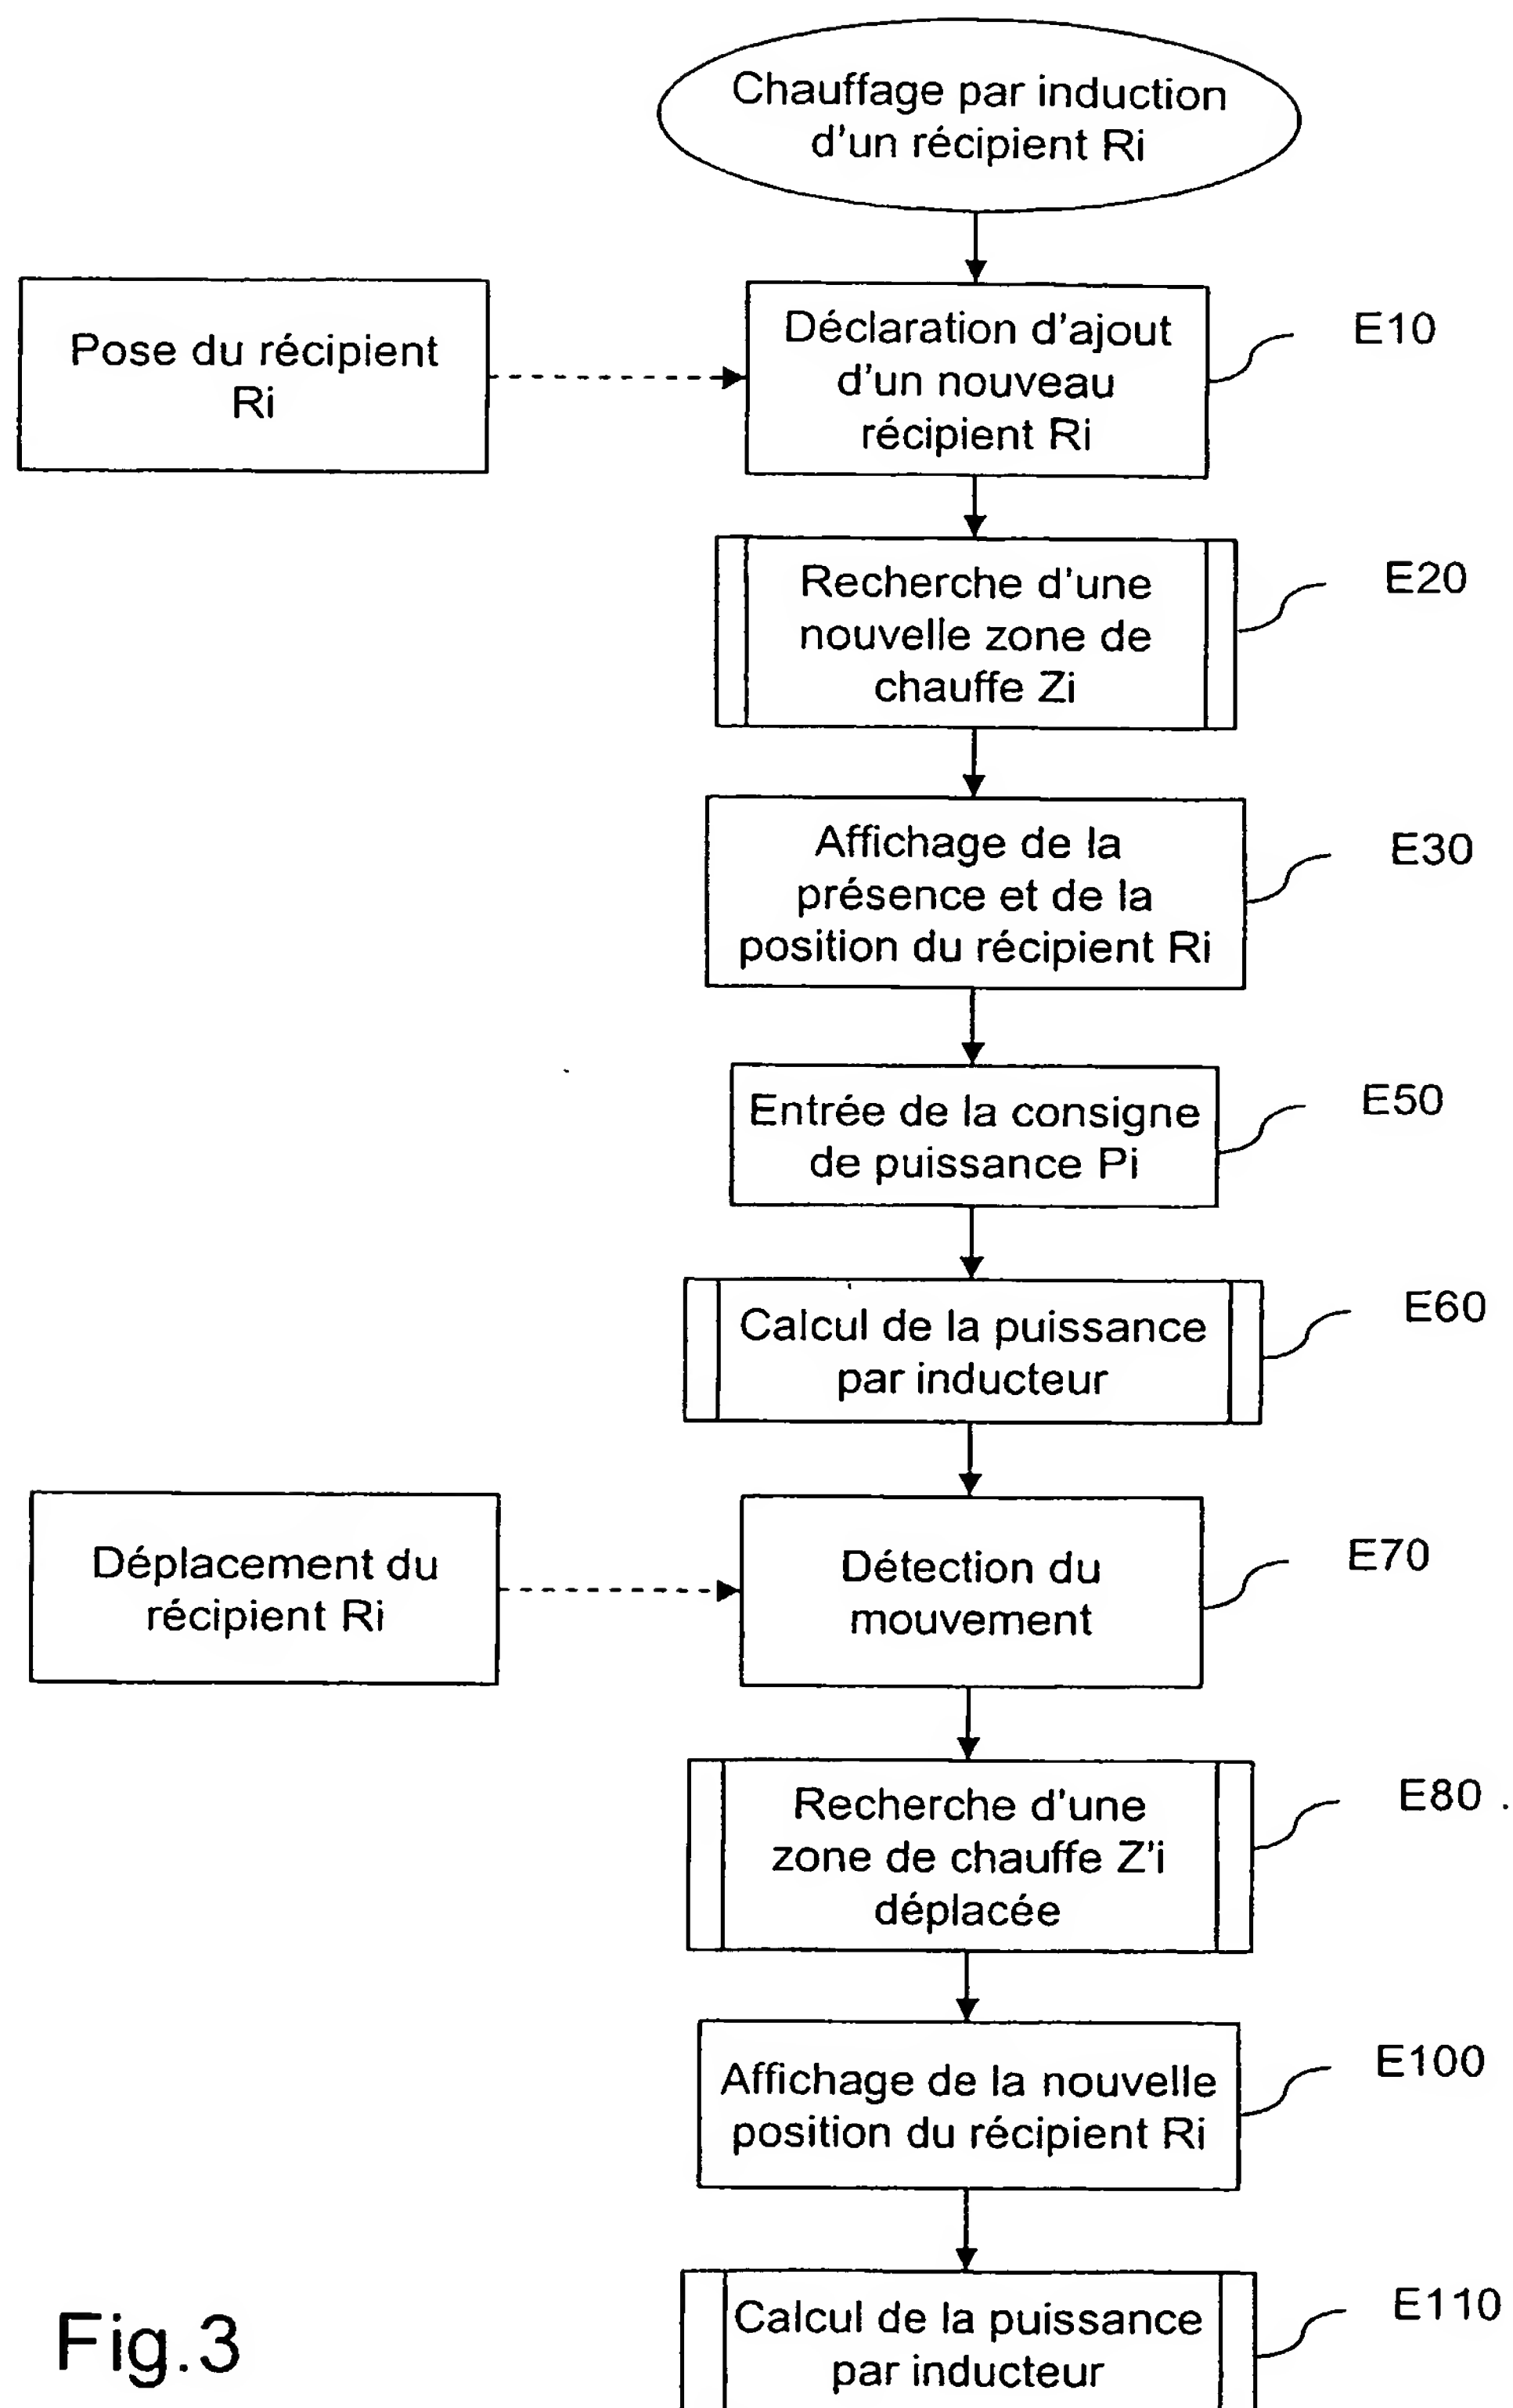 Chauffage par induction
d'un récipient Ri
Pose du récipient
Ri
Déclaration d'ajout
d'un nouveau
récipient Ri
E10
Recherche d'une
nouvelle zone de
chauffe Zi
E20
Affichage de la
présence et de la
position du récipient Ri
E30
Entrée de la consigne
de puissance Pi
E50
Calcul de la puissance
par inducteur
E60
Déplacement du
récipient Ri
Détection du
mouvement
E70
Recherche d'une
zone de chauffe Z'i
déplacée
E80
Affichage de la nouvelle
position du récipient Ri
E100
Calcul de la puissance
par inducteur
E110
Fig.3